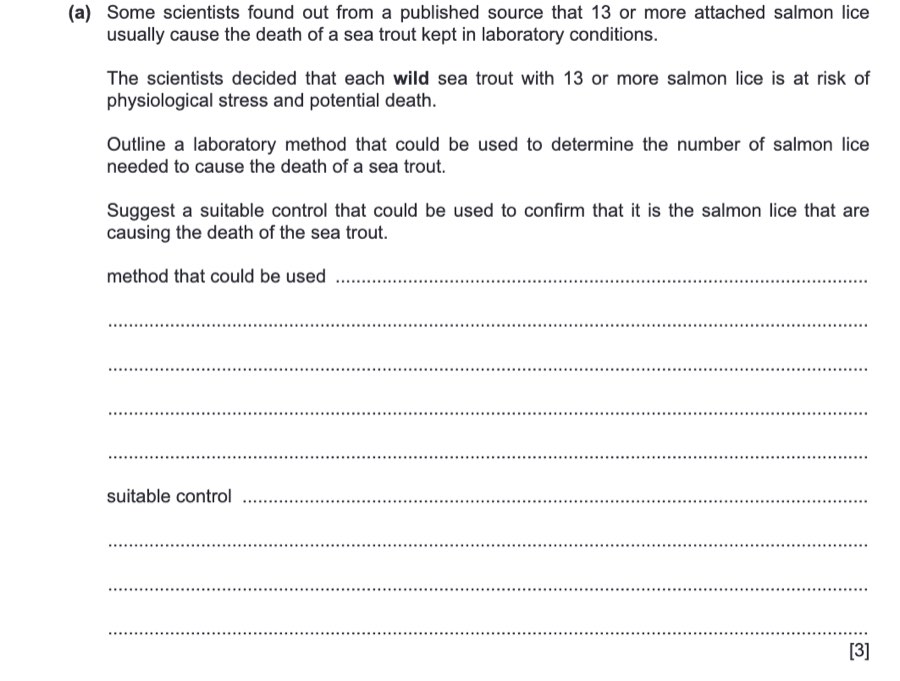 (a) Some scientists found out from a published source that 13 or more attached salmon lice
usually cause the death of a sea trout kept in laboratory conditions.
The scientists decided that each wild sea trout with 13 or more salmon lice is at risk of
physiological stress and potential death.
Outline a laboratory method that could be used to determine the number of salmon lice
needed to cause the death of a sea trout.
Suggest a suitable control that could be used to confirm that it is the salmon lice that are
causing the death of the sea trout.
method that could be used
suitable control
[3]